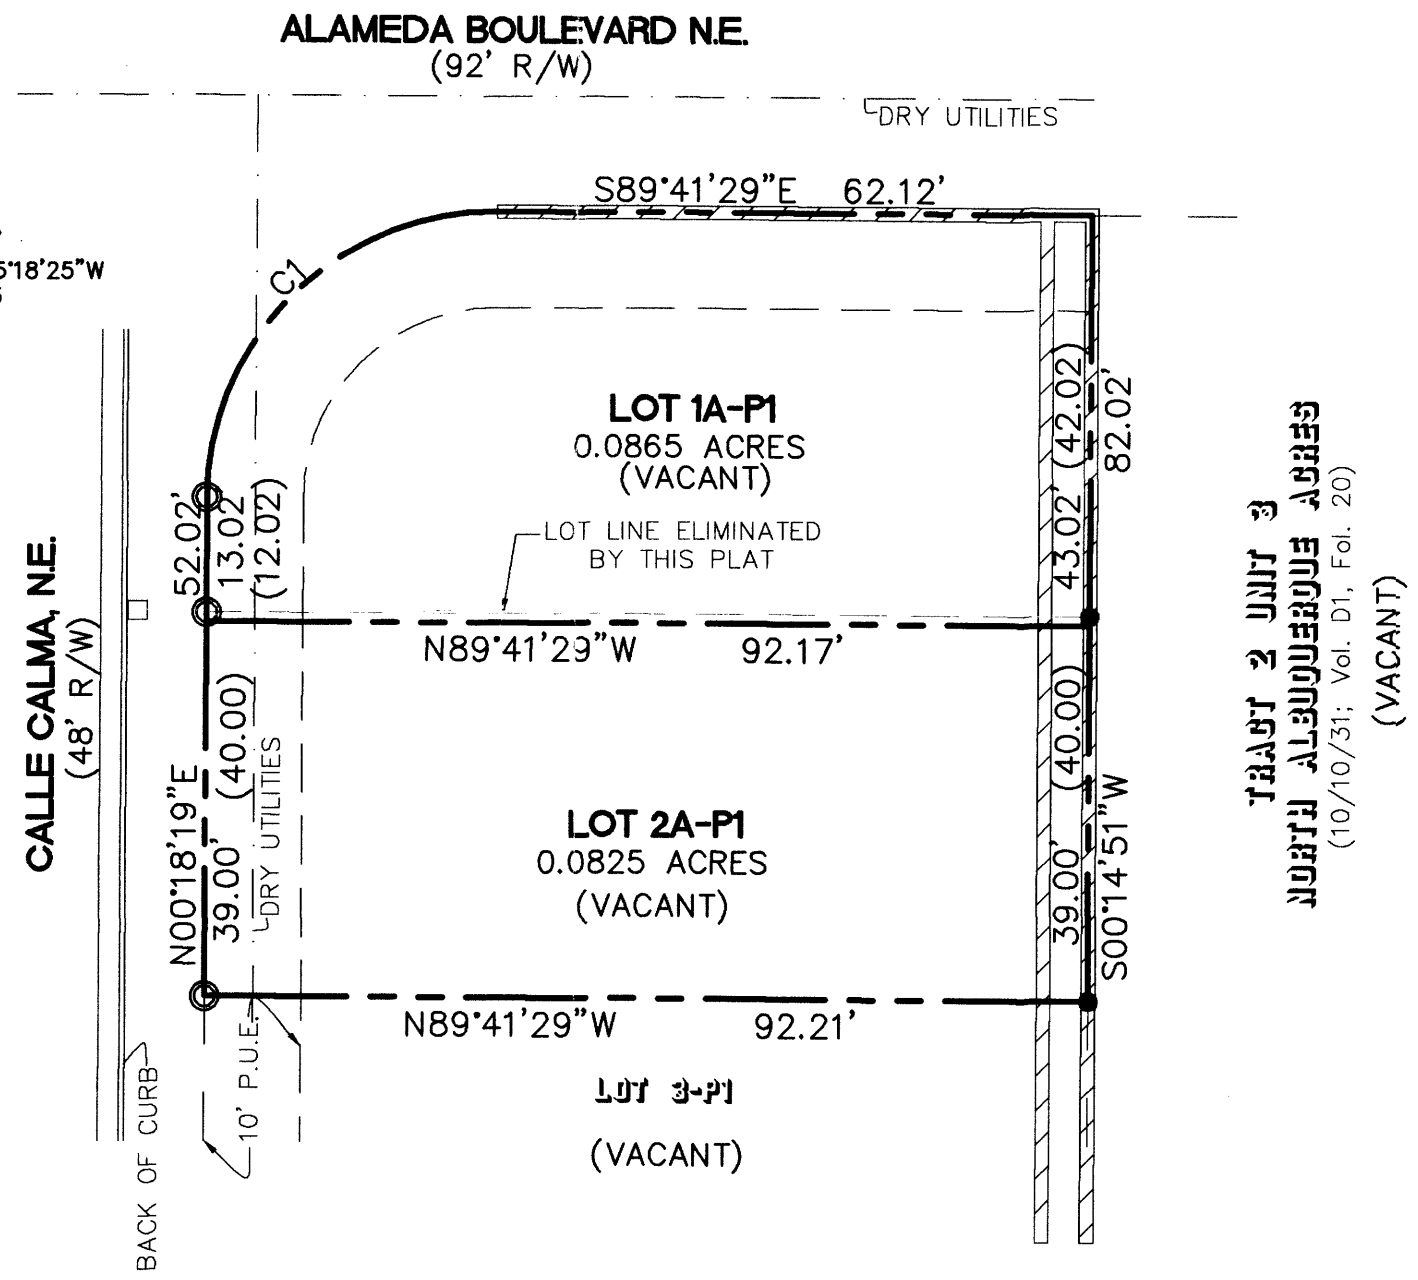 ALAMEDA BOULEVARD N.E.
(92' R/W)
DRY UTILITIES
S89°41'29"E 62.12'
5°18'25"W
C1
LOT 1A-P1
0.0865 ACRES
(VACANT)
LOT LINE ELIMINATED
BY THIS PLAT
52.02'
13.02
(12.02)
(42.02)
43.02'
82.02'
N89°41'29"W 92.17'
CALLE CALMA, N.E.
(48' R/W)
N00°18'19"E
(40.00)
39.00'
DRY UTILITIES
LOT 2A-P1
0.0825 ACRES
(VACANT)
(40.00)
39.00'
S00°14'51"W
N89°41'29"W 92.21'
10' P.U.E.
BACK OF CURB
LOT 3-P1
(VACANT)
TRACT 2 UNIT 3
NORTH ALBUQUERQUE ACRES
(10/10/31; Vol. D1, Fol. 20)
(VACANT)